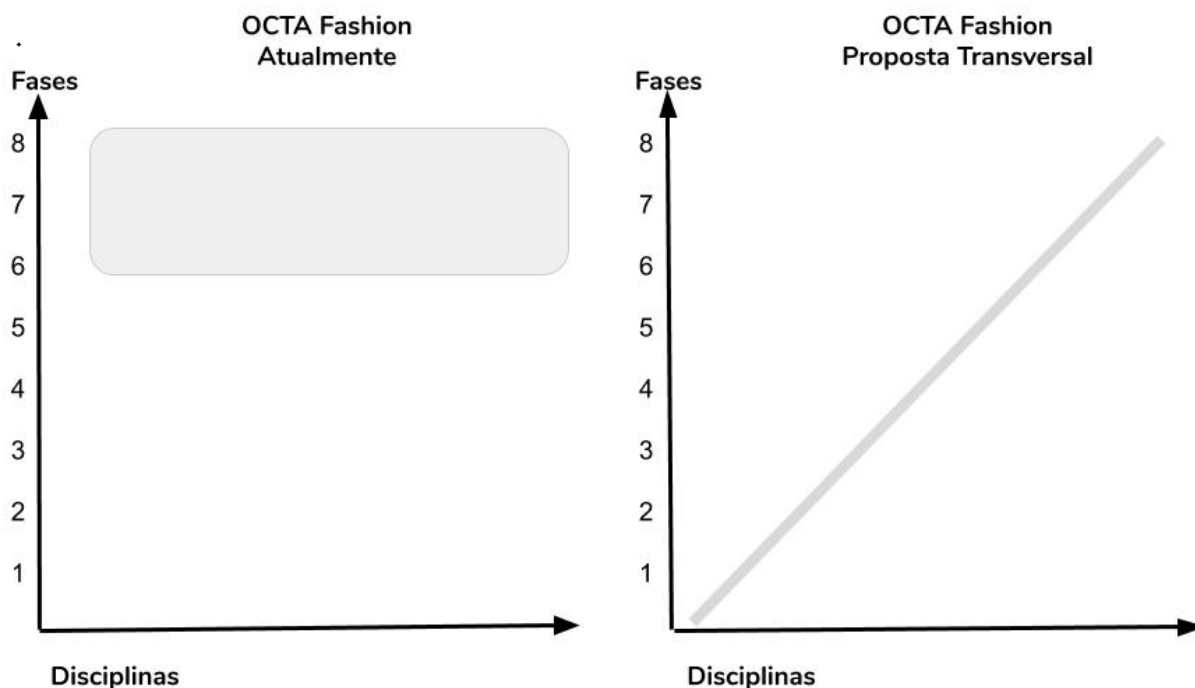 OCTA Fashion
Atualmente
Fases
8
7
6
5
4
3
2
1
Disciplinas
OCTA Fashion
Proposta Transversal
Fases
8
7
6
5
4
3
2
1
Disciplinas